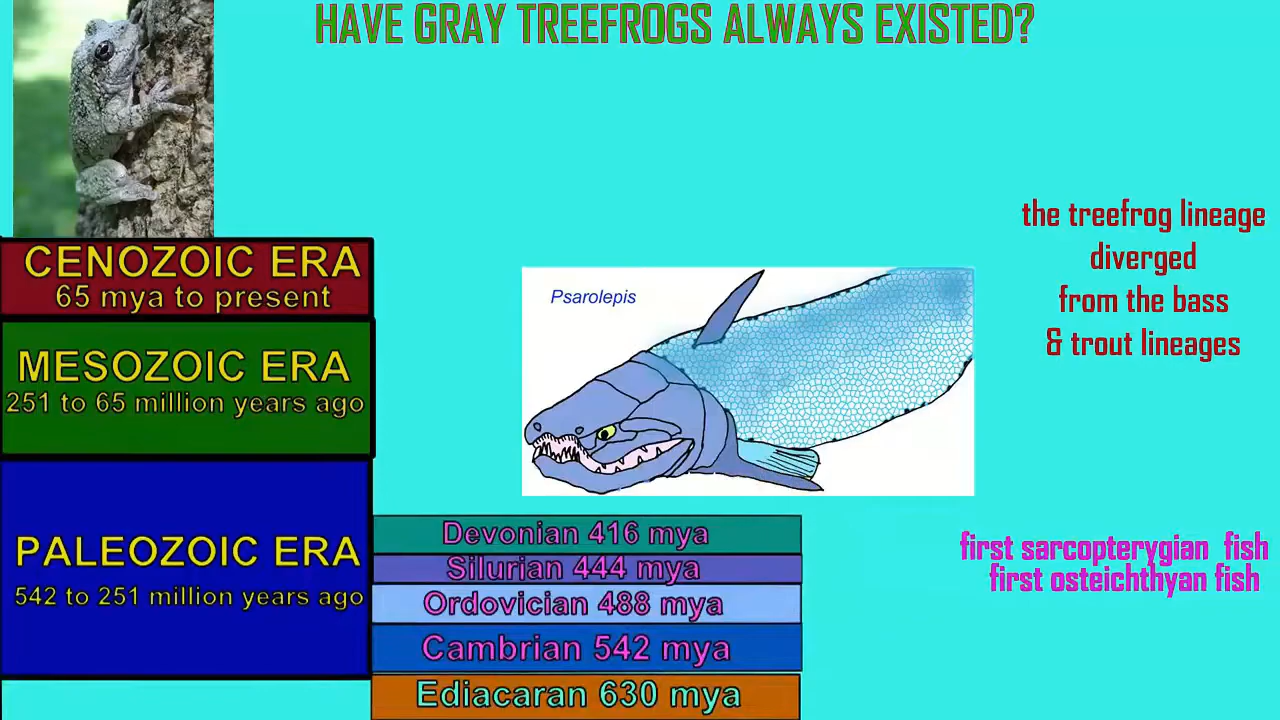 HAVE GRAY TREEFROGS ALWAYS EXISTED?
the treefrog lineage
diverged
from the bass
& trout lineages
CENOZOIC ERA
65 mya to present
Psarolepis
MESOZOIC ERA
251 to 65 million years ago
PALEOZOIC ERA
542 to 251 million years ago
Devonian 416 mya
Silurian 444 mya
Ordovician 488 mya
Cambrian 542 mya
Ediacaran 630 mya
first sarcopterygian fish
first osteichthyan fish